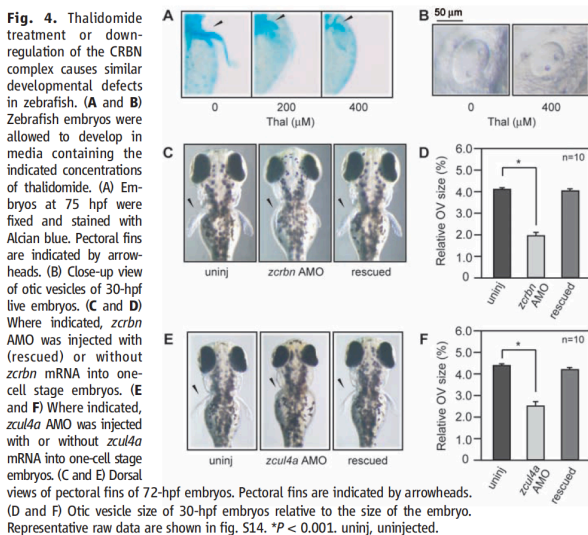 Fig. 4. Thalidomide
treatment or down-
regulation of the CRBN
complex causes similar
developmental defects
in zebrafish. (A and B)
Zebrafish embryos were
allowed to develop in
media containing the
indicated concentrations
of thalidomide. (A) Em-
bryos at 75 hpf were
fixed and stained with
Alcian blue. Pectoral fins
are indicated by arrow-
heads. (B) Close-up view
of otic vesicles of 30-hpf
live embryos. (C and D)
Where indicated, zcrbn
AMO was injected with
(rescued) or without
zcrbn mRNA into one-
cell stage embryos. (E
and F) Where indicated,
zcul4a AMO was injected
with or without zcul4a
mRNA into one-cell stage
embryos. (C and E) Dorsal
views of pectoral fins of 72-hpf embryos. Pectoral fins are indicated by arrowheads.
(D and F) Otic vesicle size of 30-hpf embryos relative to the size of the embryo.
Representative raw data are shown in fig. S14. *P < 0.001. uninj, uninjected.
A
0 200 400
Thal (μM)
B
50 μm
0 400
Thal (μM)
C
uninj zcrbn AMO rescued
D
n=10
Relative OV size (%)
6.0
5.0
4.0
3.0
2.0
1.0
0
*
uninj
zcrbn
AMO
rescued
E
uninj zcul4a AMO rescued
F
n=10
Relative OV size (%)
6.0
5.0
4.0
3.0
2.0
1.0
0
*
uninj
zcul4a
AMO
rescued